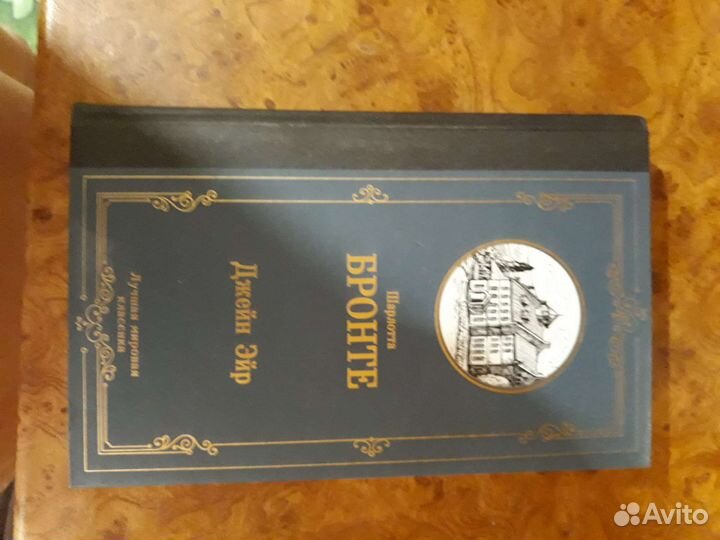 Шарлотта
БРОНТЕ
Джейн Эйр
Лучшая мировая
классика
Avito